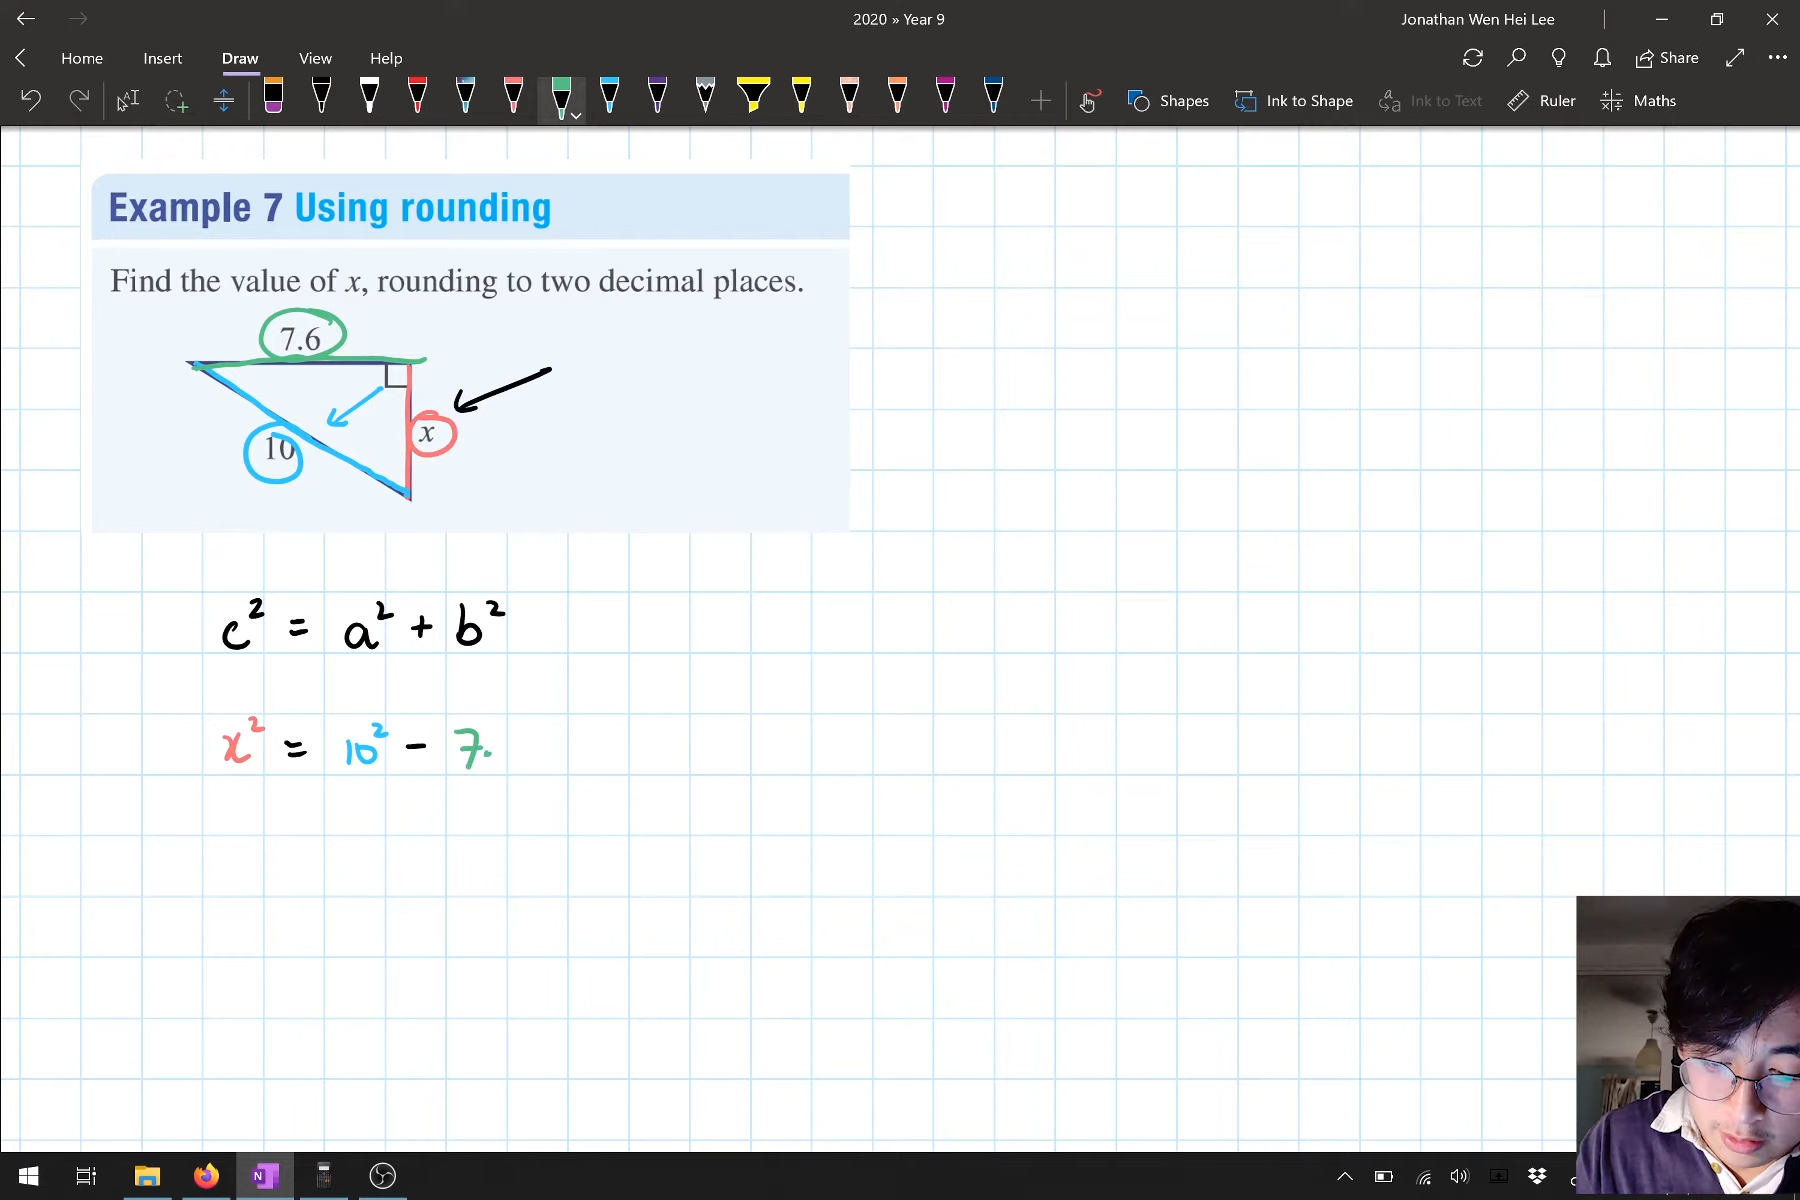 2020 » Year 9
Jonathan Wen Hei Lee
Home Insert Draw View Help
Share
Shapes Ink to Shape Ink to Text Ruler Maths
Example 7 Using rounding
Find the value of x, rounding to two decimal places.
7.6
10
x
c² = a² + b²
x² = 10² - 7.